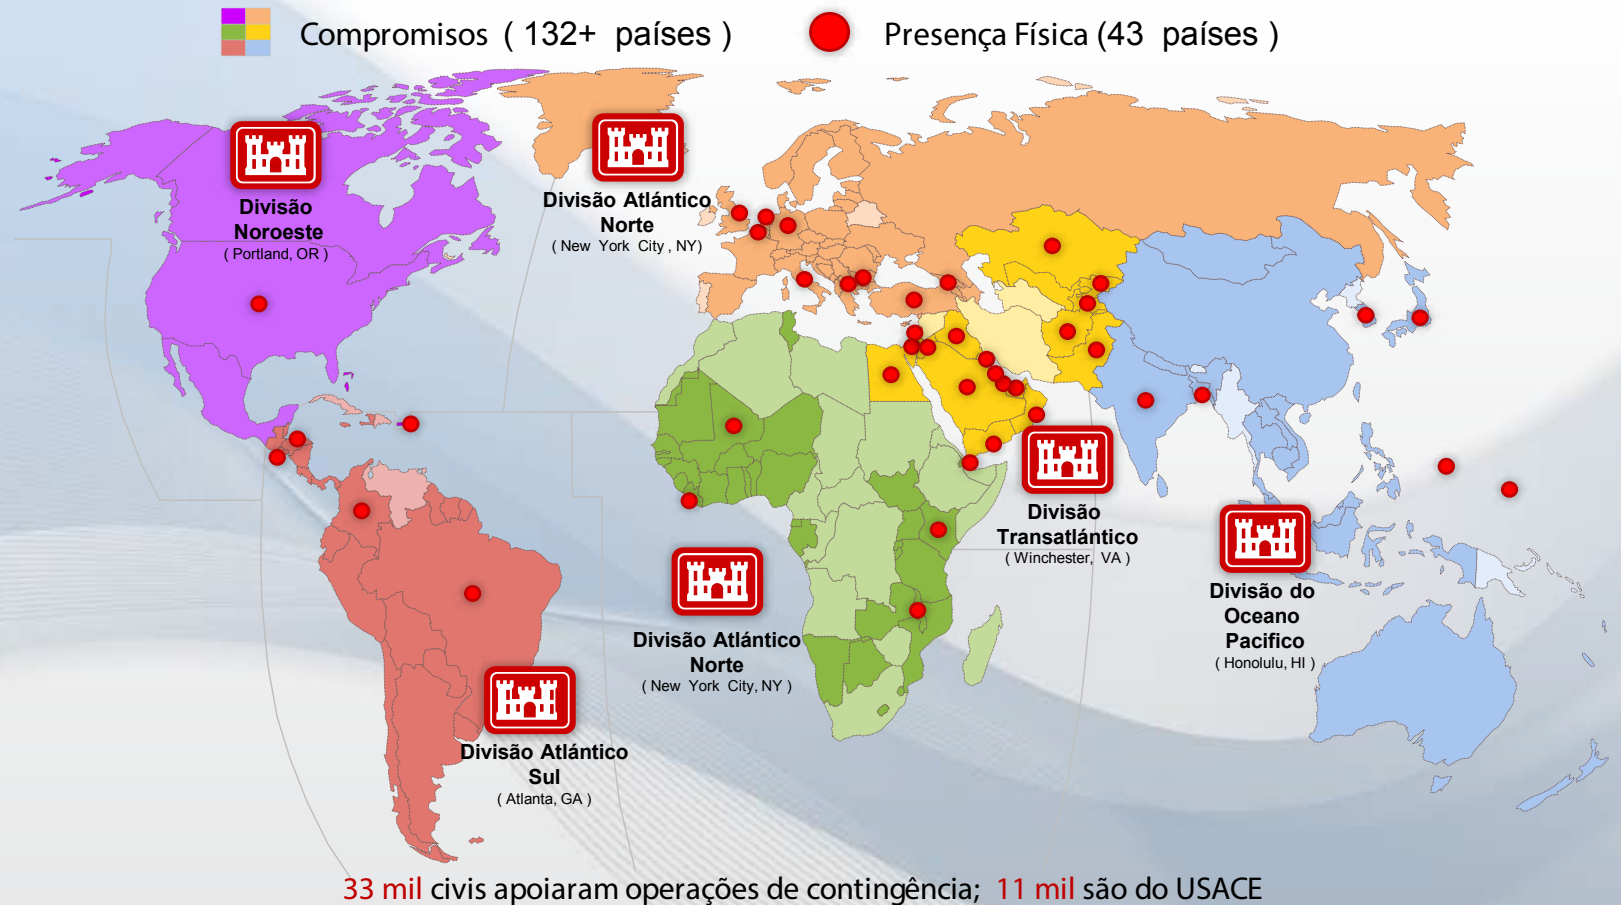 Compromisos ( 132+ países )
Presença Física (43 países )
Divisão
Noroeste
( Portland, OR )
Divisão Atlántico
Norte
( New York City , NY)
Divisão
Transatlántico
( Winchester, VA )
Divisão do
Oceano
Pacifico
( Honolulu, HI )
Divisão Atlántico
Norte
( New York City, NY )
Divisão Atlántico
Sul
( Atlanta, GA )
33 mil civis apoiaram operações de contingência; 11 mil são do USACE